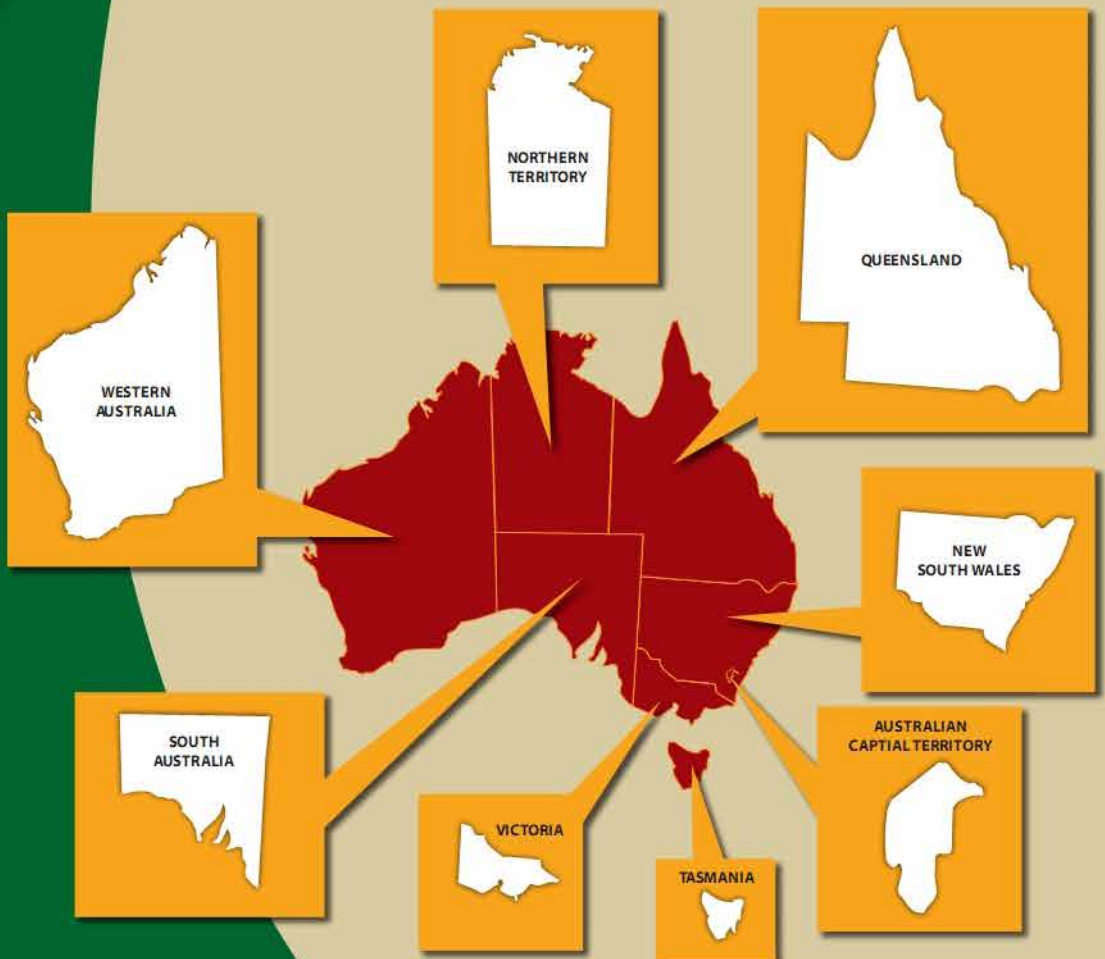 NORTHERN
TERRITORY
QUEENSLAND
WESTERN
AUSTRALIA
NEW
SOUTH WALES
SOUTH
AUSTRALIA
AUSTRALIAN
CAPTIAL TERRITORY
VICTORIA
TASMANIA